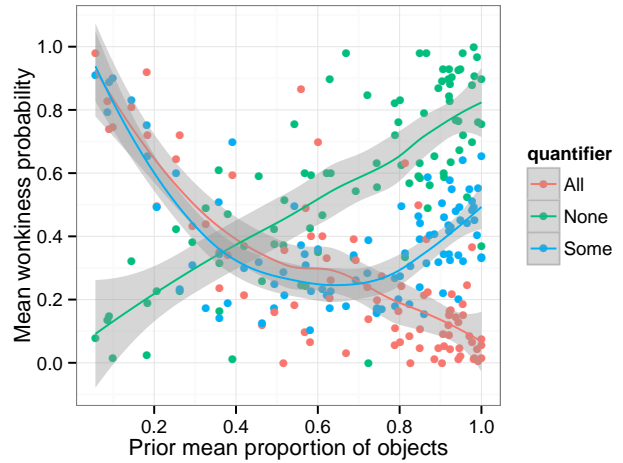 Mean wonkiness probability
1.0
0.8
0.6
0.4
0.2
0.0
0.2 0.4 0.6 0.8 1.0
Prior mean proportion of objects
quantifier
All
None
Some